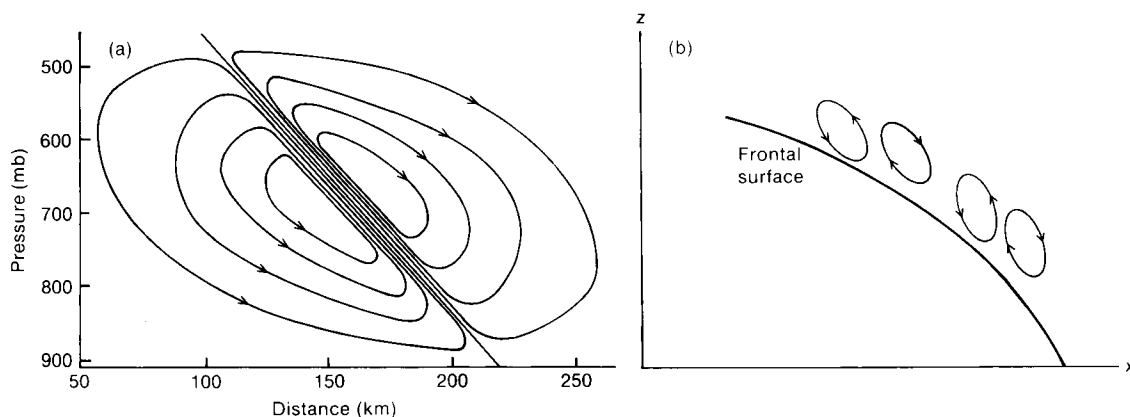 (a)
500
600
700
800
900
Pressure (mb)
50
100
150
200
250
Distance (km)
z
(b)
Frontal
surface
x